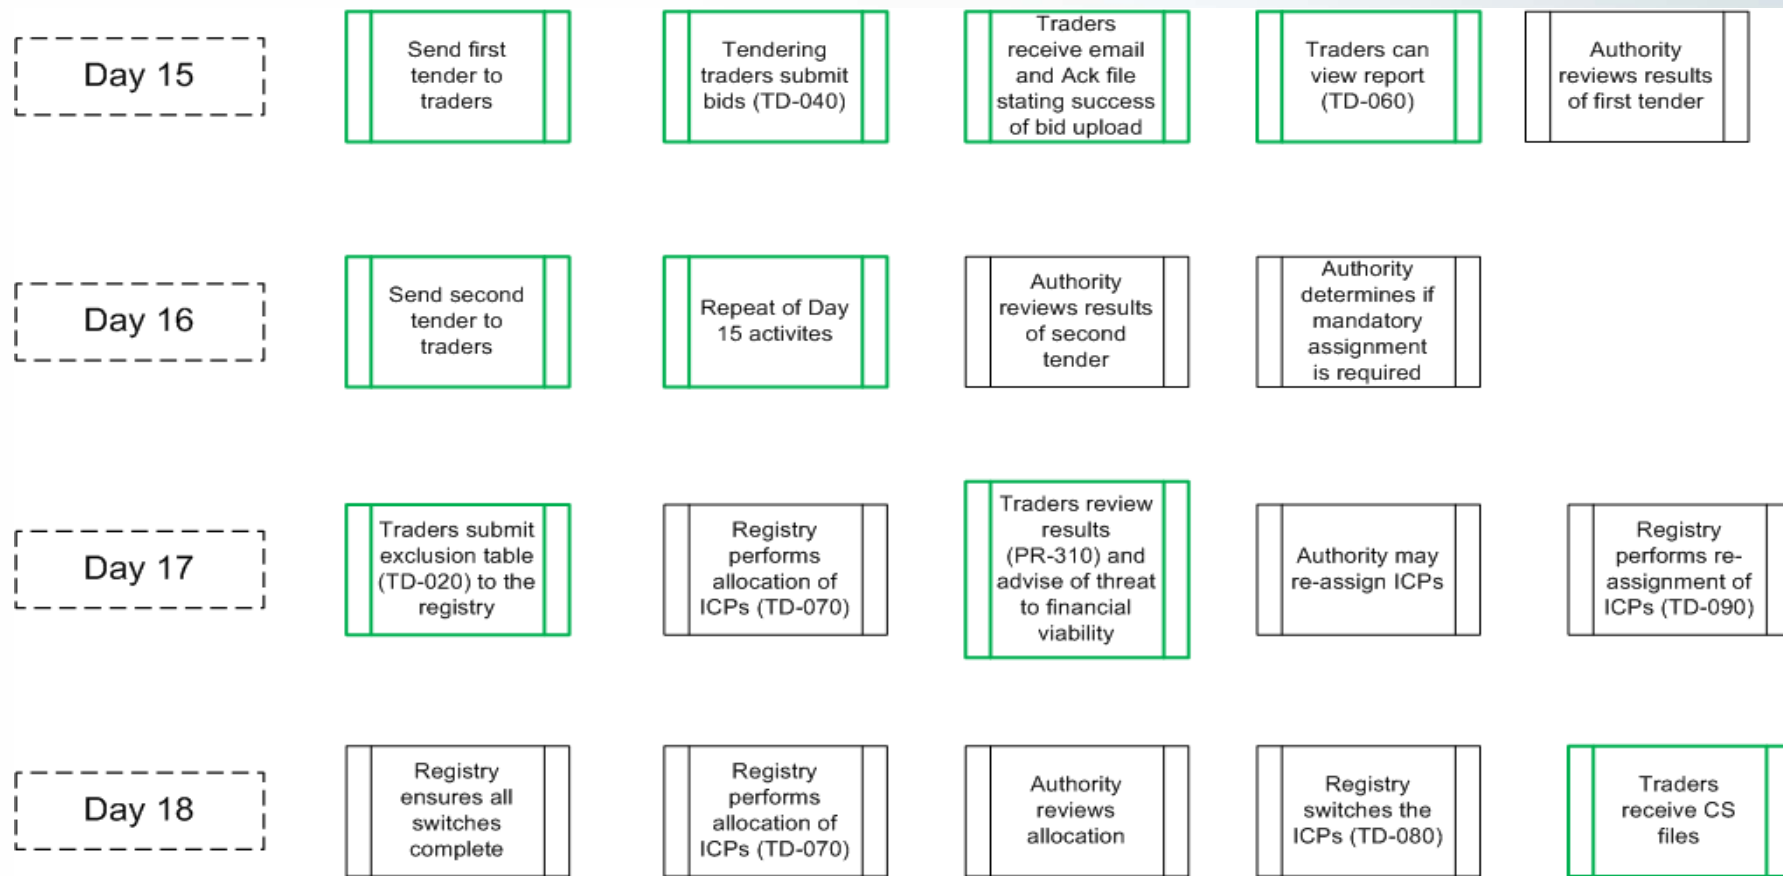 Day 15
Send first
tender to
traders
Tendering
traders submit
bids (TD-040)
Traders
receive email
and Ack file
stating success
of bid upload
Traders can
view report
(TD-060)
Authority
reviews results
of first tender
Day 16
Send second
tender to
traders
Repeat of Day
15 activites
Authority
reviews results
of second
tender
Authority
determines if
mandatory
assignment
is required
Day 17
Traders submit
exclusion table
(TD-020) to the
registry
Registry
performs
allocation of
ICPs (TD-070)
Traders review
results
(PR-310) and
advise of threat
to financial
viability
Authority may
re-assign ICPs
Registry
performs re-
assignment of
ICPs (TD-090)
Day 18
Registry
ensures all
switches
complete
Registry
performs
allocation of
ICPs (TD-070)
Authority
reviews
allocation
Registry
switches the
ICPs (TD-080)
Traders
receive CS
files